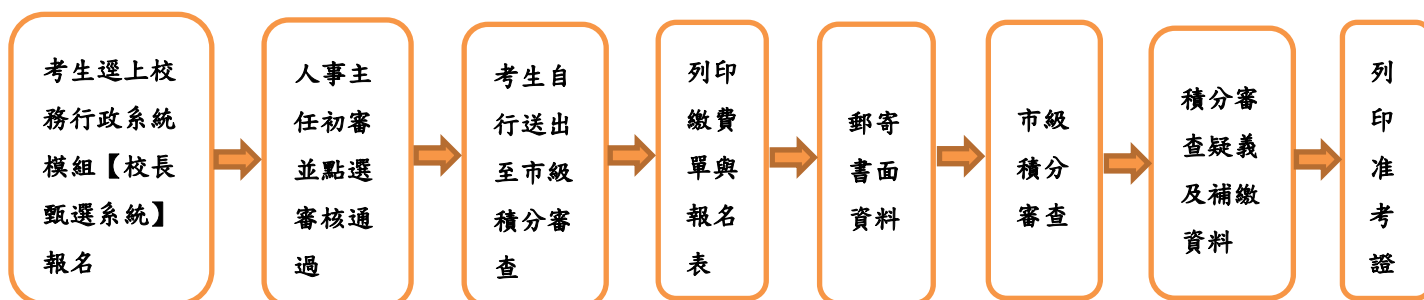 考生逕上校
務行政系統
模組【校長
甄選系統】
報名
人事主
任初審
並點選
審核通
過
考生自
行送出
至市級
積分審
查
列印
繳費
單與
報名
表
郵寄
書面
資料
市級
積分
審查
積分審
查疑義
及補繳
資料
列
印
准
考
證